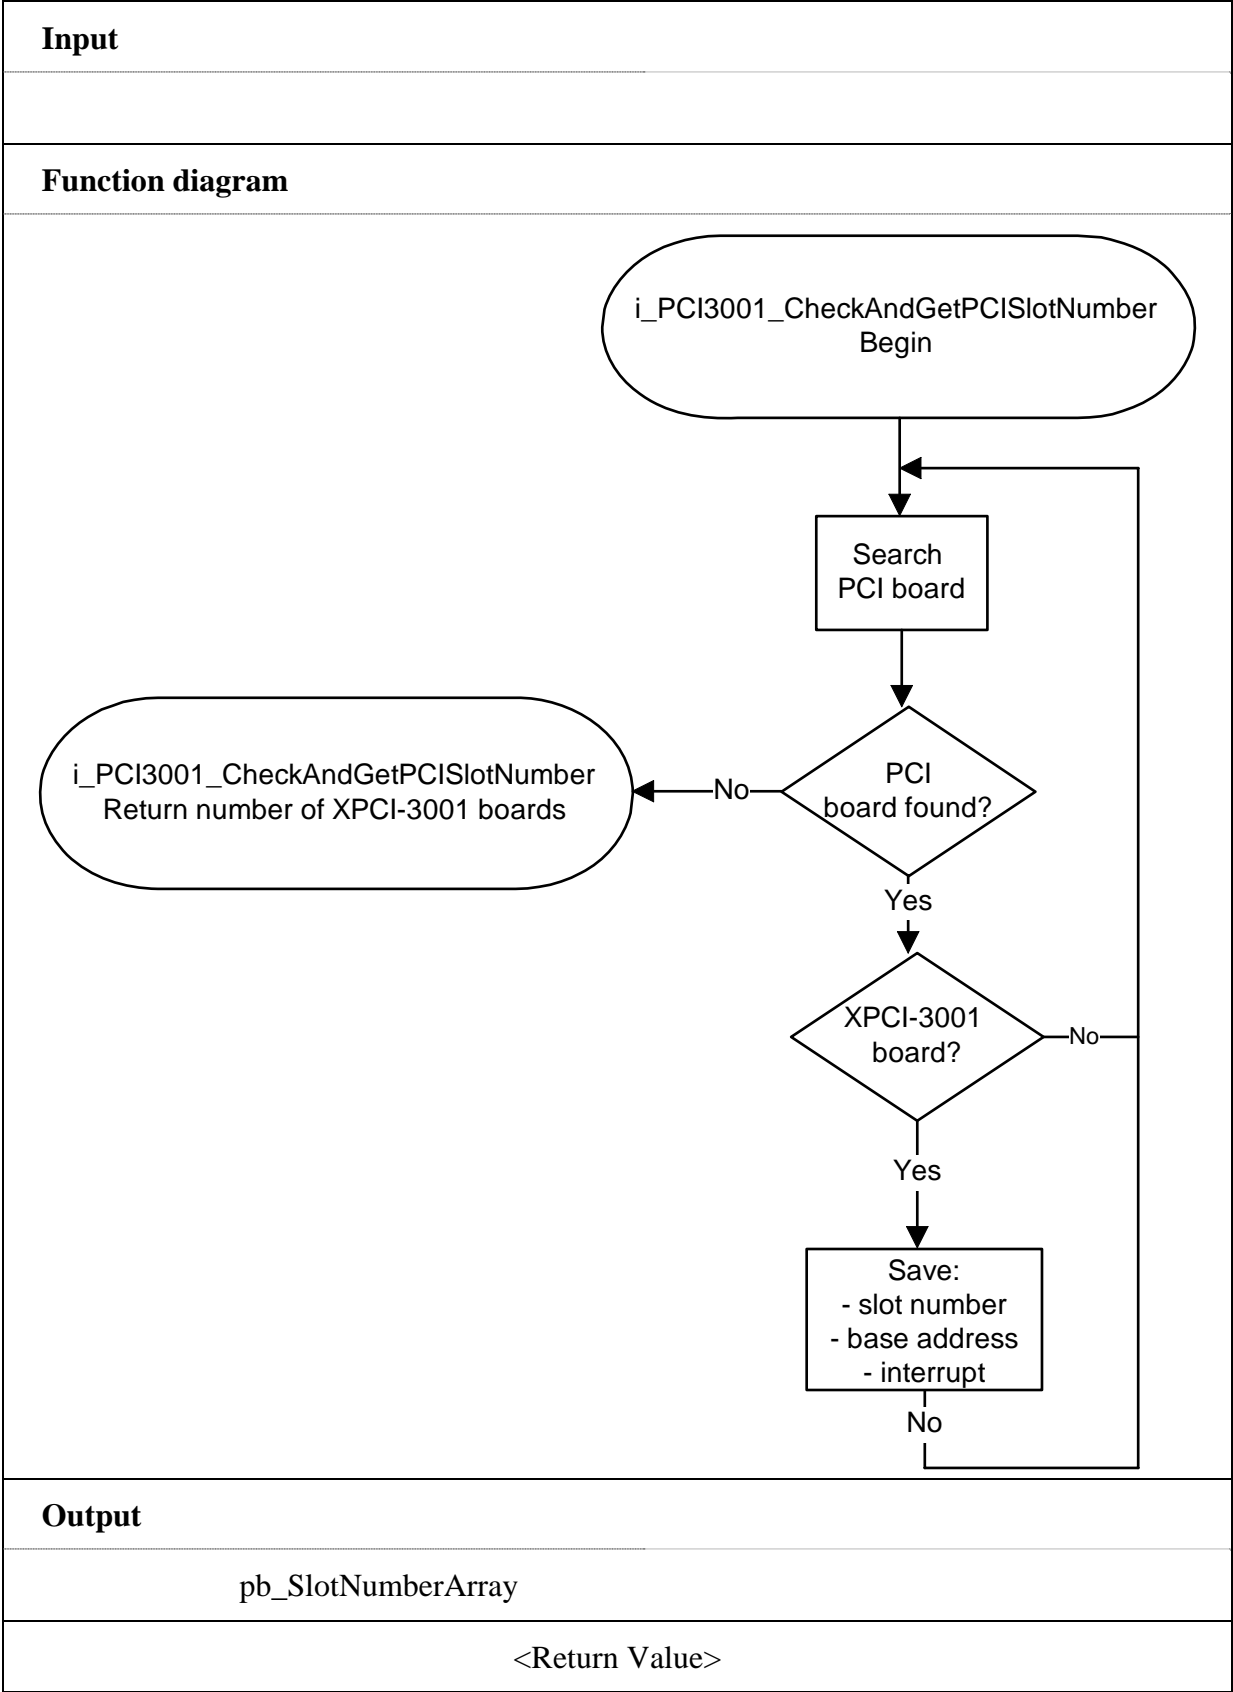 Input
Function diagram
i_PCI3001_CheckAndGetPCISlotNumber
Begin
Search
PCI board
PCI
board found?
No
i_PCI3001_CheckAndGetPCISlotNumber
Return number of XPCI-3001 boards
Yes
XPCI-3001
board?
No
Yes
Save:
- slot number
- base address
- interrupt
No
Output
pb_SlotNumberArray
<Return Value>